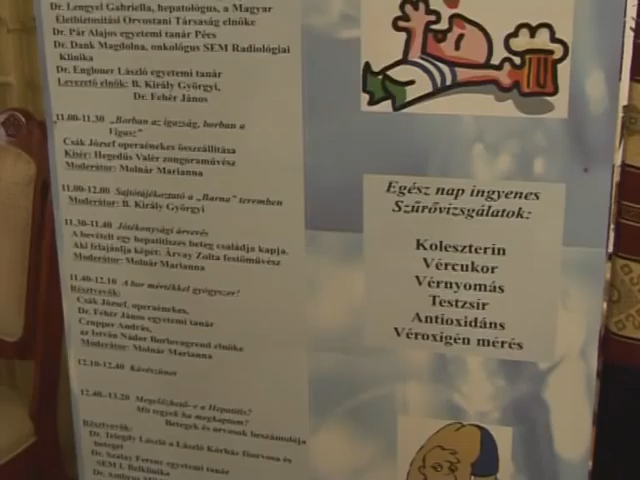 Dr. Lengyel Gabriella, hepatológus, a Magyar
Életbiztosítási Orvostani Társaság elnöke
Dr. Pár Alajos egyetemi tanár Pécs
Dr. Dank Magdolna, onkológus SEM Radiológiai
Klinika
Dr. Engloner László egyetemi tanár
Levezető elnök: B. Király Györgyi,
Dr. Fehér János
11.00-11.30 „Borban az igazság, borban a
Vigasz"
Csák József operaénekes összeállítása
Kísér: Hegedüs Valér zongoraművész
Moderátor: Molnár Marianna
11.00-12.00 Sajtótájékoztató a „Barna" teremben
Moderátor: B. Király Györgyi
11.30-11.40 Jótékonysági árverés
A bevételt egy hepatitiszes beteg családja kapja.
Aki felajánlja képét: Árvay Zolta festőművész
Moderátor: Molnár Marianna
11.40-12.10 A bor mértékkel gyógyszer?
Résztvevők:
Csák József, operaénekes,
Dr. Fehér János egyetemi tanár
Czupper András,
az István Nádor Borlovagrend elnöke
Moderátor: Molnár Marianna
12.10-12.40 Kávészünet
12.40.-13.20 Megelőzhető-e a Hepatitis?
Mit tegyek ha megkaptam?
Betegek és orvosok beszámolója
Résztvevők:
Dr. Telegdy László a László Kórház főorvosa és
betegei
Dr. Szalay Ferenc egyetemi tanár
SEM I. Belklinika
Egész nap ingyenes
Szűrővizsgálatok:
Koleszterin
Vércukor
Vérnyomás
Testzsír
Antioxidáns
Véroxigén mérés